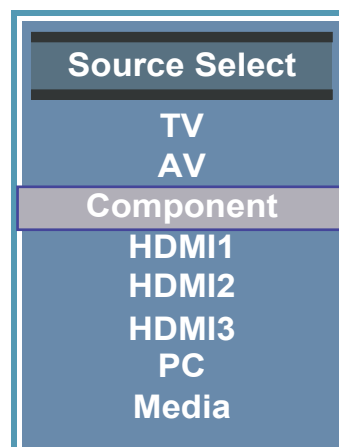 Source Select
TV
AV
Component
HDMI1
HDMI2
HDMI3
PC
Media